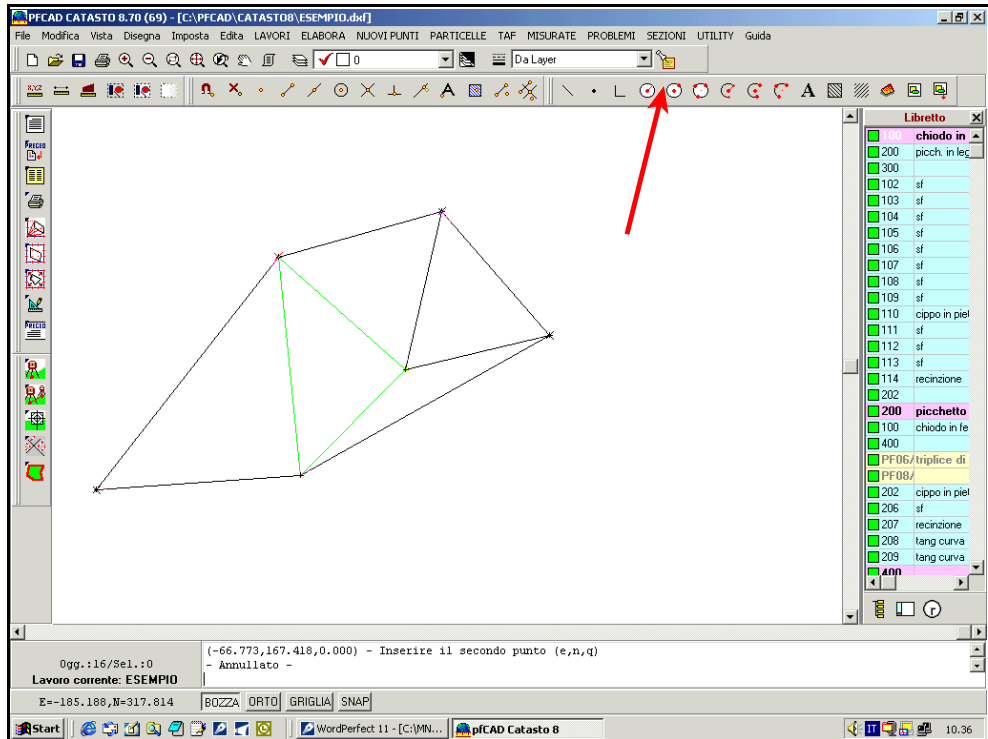 PFCAD CATASTO 8.70 (69) - [C:\PFCAD\CATASTO8\ESEMPIO.dxf]
File Modifica Vista Disegna Imposta Edita LAVORI ELABORA NUOVI PUNTI PARTICELLE TAF MISURATE PROBLEMI SEZIONI UTILITY Guida
0 Da Layer
X,Y,Z A A
Libretto
PREGEO
PREGEO
100 chiodo in
200 picch. in leg
300
102 sf
103 sf
104 sf
105 sf
106 sf
107 sf
108 sf
109 sf
110 cippo in piet
111 sf
112 sf
113 sf
114 recinzione
202
200 picchetto
100 chiodo in fe
400
PF06/ triplice di
PF08/
202 cippo in piet
206 sf
207 recinzione
208 tang curva
209 tang curva
400
Ogg.:16/Sel.:0
Lavoro corrente: ESEMPIO
(-66.773,167.418,0.000) - Inserire il secondo punto (e,n,q)
- Annullato -
E=-185.188,N=317.814 BOZZA ORTO GRIGLIA SNAP
Start WordPerfect 11 - [C:\MN... pfCAD Catasto 8 10.36